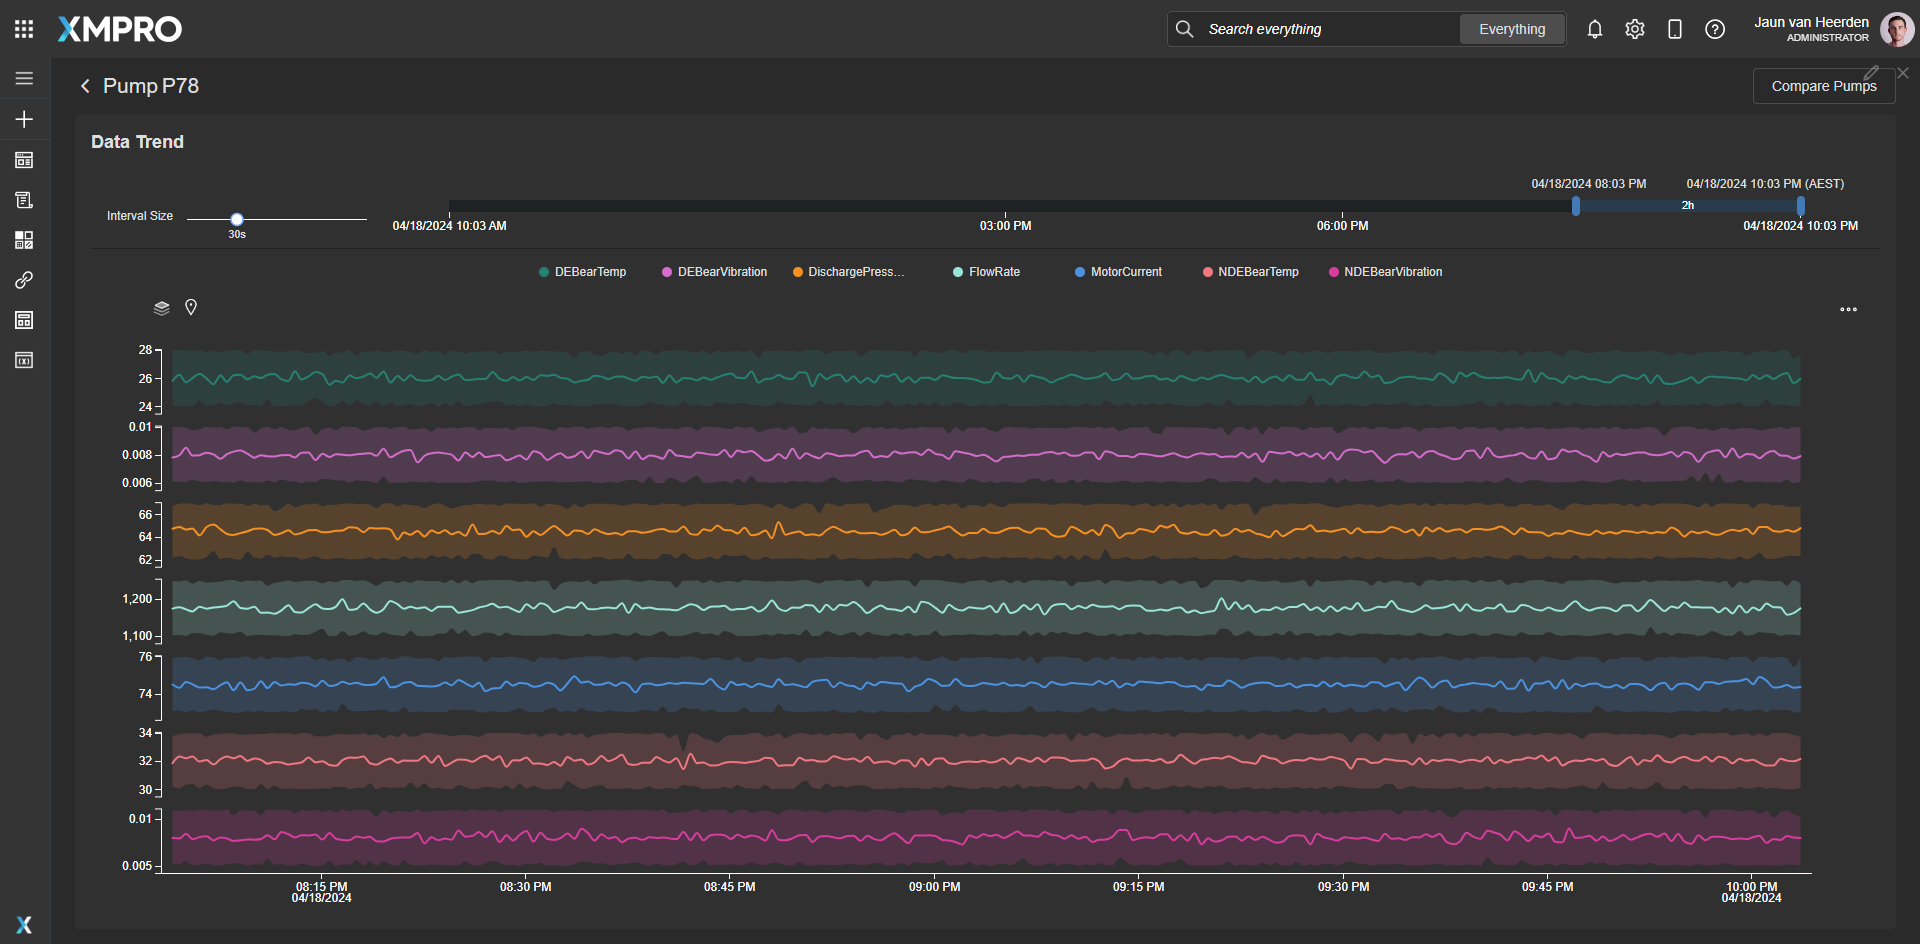 XMPRO
Search everything
Everything
Jaun van Heerden
ADMINISTRATOR
Pump P78
Compare Pumps
Data Trend
04/18/2024 08:03 PM
04/18/2024 10:03 PM (AEST)
Interval Size
30s
2h
04/18/2024 10:03 AM
03:00 PM
06:00 PM
04/18/2024 10:03 PM
DEBearTemp
DEBearVibration
DischargePress...
FlowRate
MotorCurrent
NDEBearTemp
NDEBearVibration
28
26
24
0.01
0.008
0.006
66
64
62
1,200
1,100
76
74
34
32
30
0.01
0.005
08:15 PM
04/18/2024
08:30 PM
08:45 PM
09:00 PM
09:15 PM
09:30 PM
09:45 PM
10:00 PM
04/18/2024
X